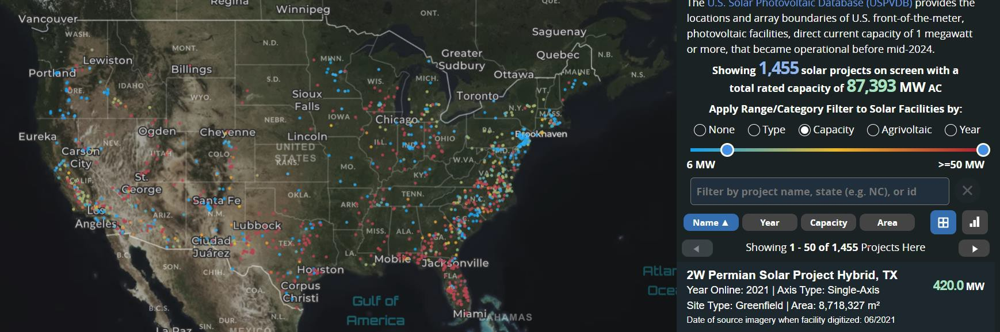 Regina
Winnipeg
ONT.
QUE.
Vancouver
WASH.
MONT.
N.D.
Saguenay
Lewiston
MINN.
Greater
Sudbury
Quebec
N.B.
Portland
Billings
S.D.
WIS.
MICH.
Ottawa
MAINE
N.S.
ORE.
IDAHO
WYO.
Sioux
Falls
Toronto
VT.
N.Y.
MASS.
NEBR.
IOWA
Chicago
Eureka
Ogden
Cheyenne
Lincoln
PA.
Brookhaven
NEV.
ILL.
IND.
OHIO
UNITED
STATES
Carson
City
UTAH
COLO.
KANS.
MD.
MO.
W.VA.
St.
George
KY.
VA.
CALIF.
Santa Fe
OKLA.
ARK.
TENN.
N.C.
Los
Angeles
ARIZ.
N.M.
Lubbock
MISS.
ALA.
S.C.
GA.
Ciudad
Juárez
TEX.
B.C.
LA.
Mobile
Jacksonville
SON.
CHIH.
Houston
FLA.
COA.
Corpus
Christi
Gulf of
America
B.C.S.
N.L.
Miami
BAHAMAS
DUR.
SIN.
La Paz
MEXICO
The U.S. Solar Photovoltaic Database (USPVDB) provides the
locations and array boundaries of U.S. front-of-the-meter,
photovoltaic facilities, direct current capacity of 1 megawatt
or more, that became operational before mid-2024.
Showing 1,455 solar projects on screen with a
total rated capacity of 87,393 MW AC
Apply Range/Category Filter to Solar Facilities by:
None Type Capacity Agrivoltaic Year
6 MW >=50 MW
Filter by project name, state (e.g. NC), or id
Name ▲ Year Capacity Area
Showing 1 - 50 of 1,455 Projects Here
2W Permian Solar Project Hybrid, TX
420.0 MW
Year Online: 2021 | Axis Type: Single-Axis
Site Type: Greenfield | Area: 8,718,327 m²
Date of source imagery when facility digitized: 06/2021